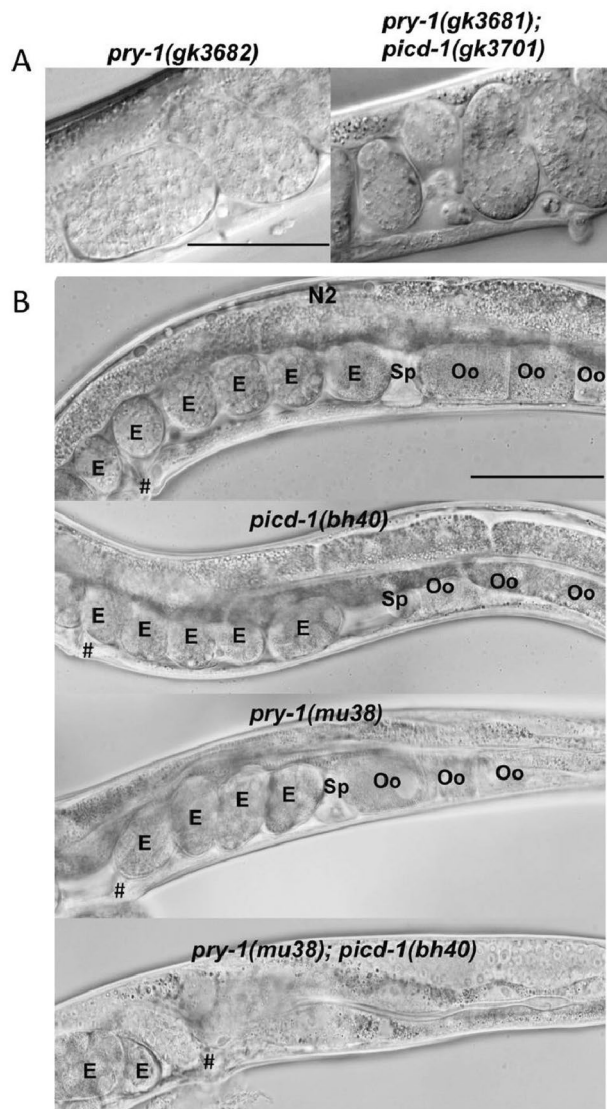 A
pry-1(gk3682)
pry-1(gk3681);
picd-1(gk3701)
B
N2
E E E E E E Sp Oo Oo Oo
#
picd-1(bh40)
E E E E E Sp Oo Oo Oo
#
pry-1(mu38)
E E E E Sp Oo Oo Oo
#
pry-1(mu38); picd-1(bh40)
E E #